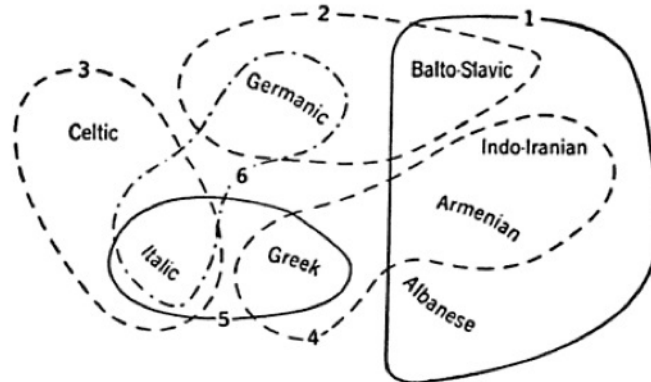 2
1
3
Balto-Slavic
Germanic
Celtic
Indo-Iranian
6
Armenian
Italic
Greek
Albanese
5
4